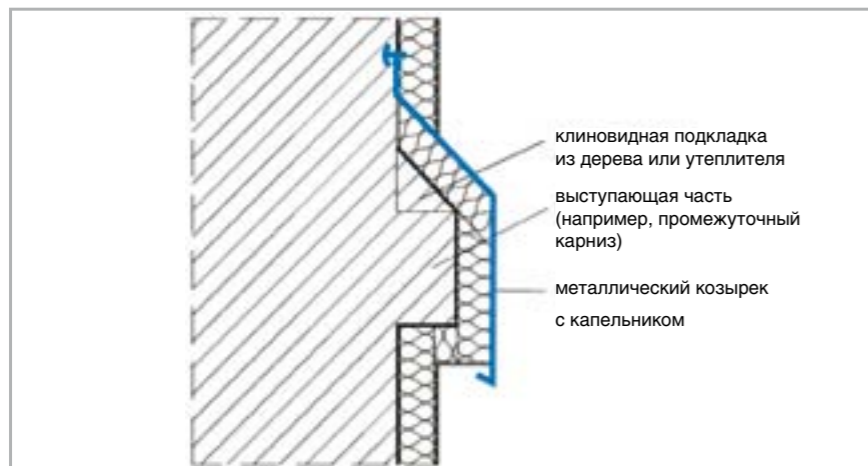 клиновидная подкладка
из дерева или утеплителя
выступающая часть
(например, промежуточный
карниз)
металлический козырек
с капельником